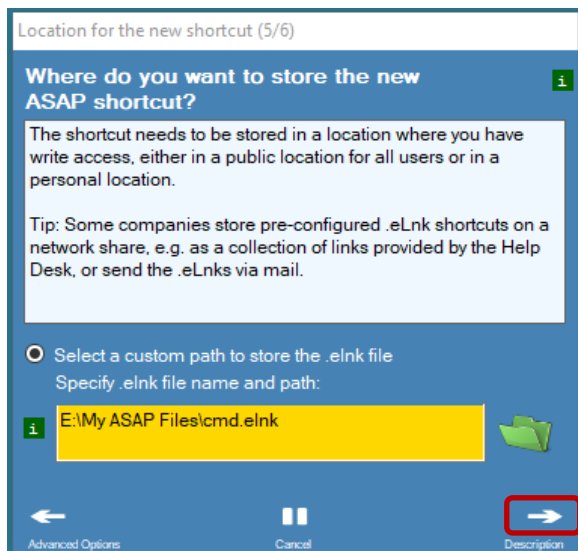 Location for the new shortcut (5/6)
Where do you want to store the new
ASAP shortcut?
i
The shortcut needs to be stored in a location where you have
write access, either in a public location for all users or in a
personal location.
Tip: Some companies store pre-configured .eLnk shortcuts on a
network share, e.g. as a collection of links provided by the Help
Desk, or send the .eLnks via mail.
Select a custom path to store the .elnk file
Specify .elnk file name and path:
i
E:\My ASAP Files\cmd.elnk
Advanced Options
Cancel
Description